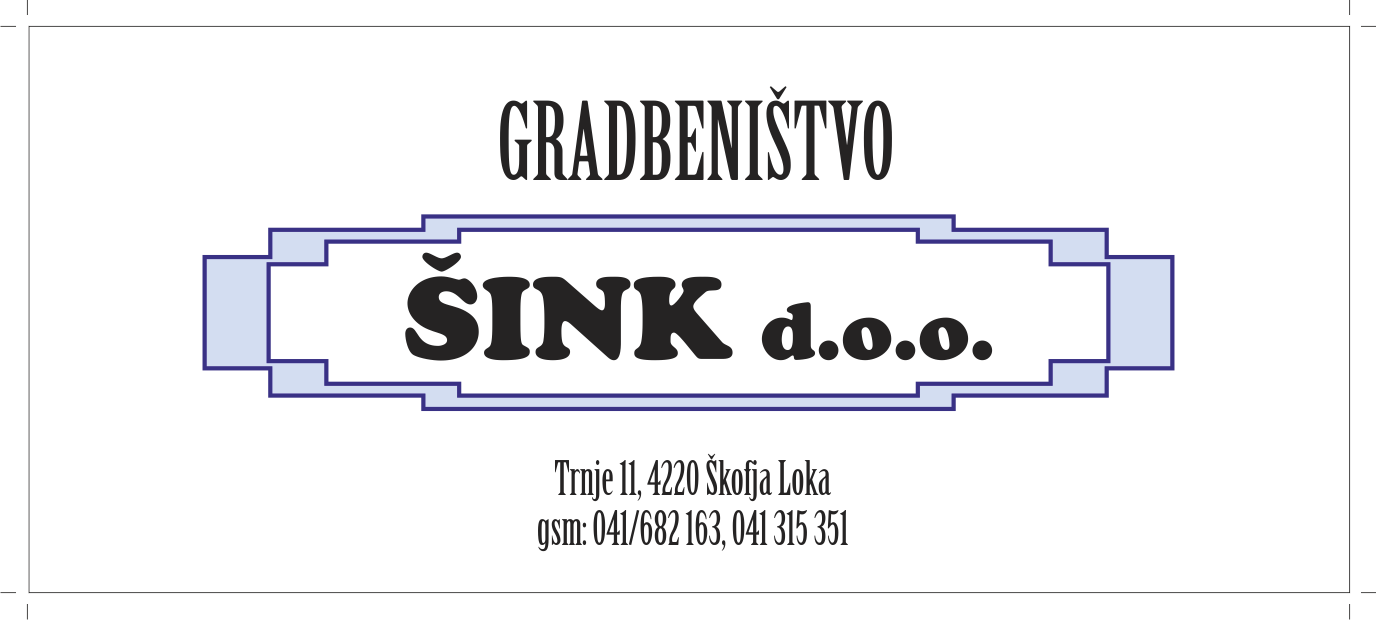 GRADBENIŠTVO
ŠINK d.o.o.
Trnje 11, 4220 Škofja Loka
gsm: 041/682 163, 041 315 351